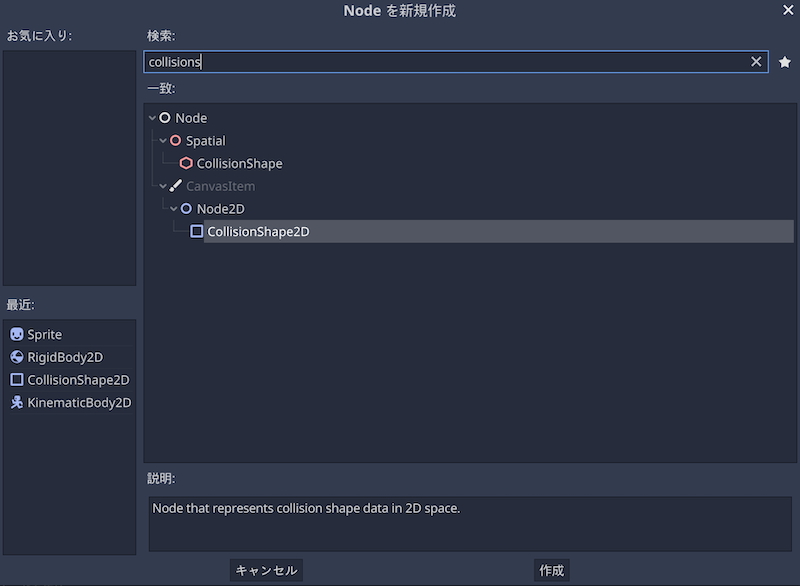 Node を新規作成
お気に入り:
検索:
collisions
一致:
Node
Spatial
CollisionShape
CanvasItem
Node2D
CollisionShape2D
最近:
Sprite
RigidBody2D
CollisionShape2D
KinematicBody2D
説明:
Node that represents collision shape data in 2D space.
キャンセル
作成